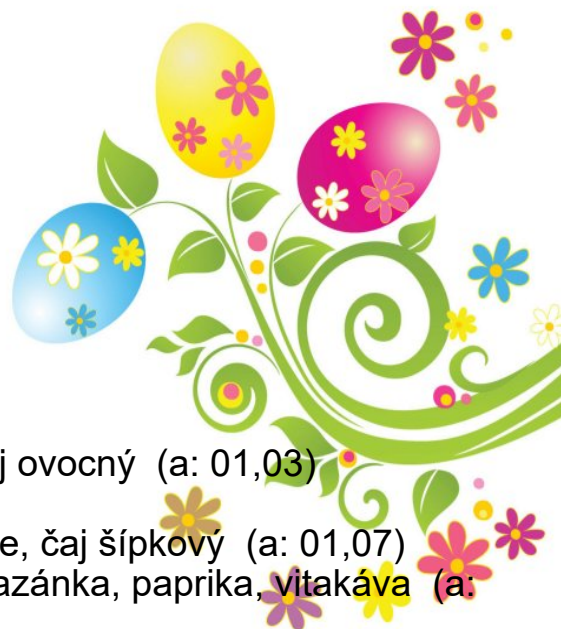 j ovocný (a: 01,03)
e, čaj šípkový (a: 01,07)
azánka, paprika, vitakáva (a: